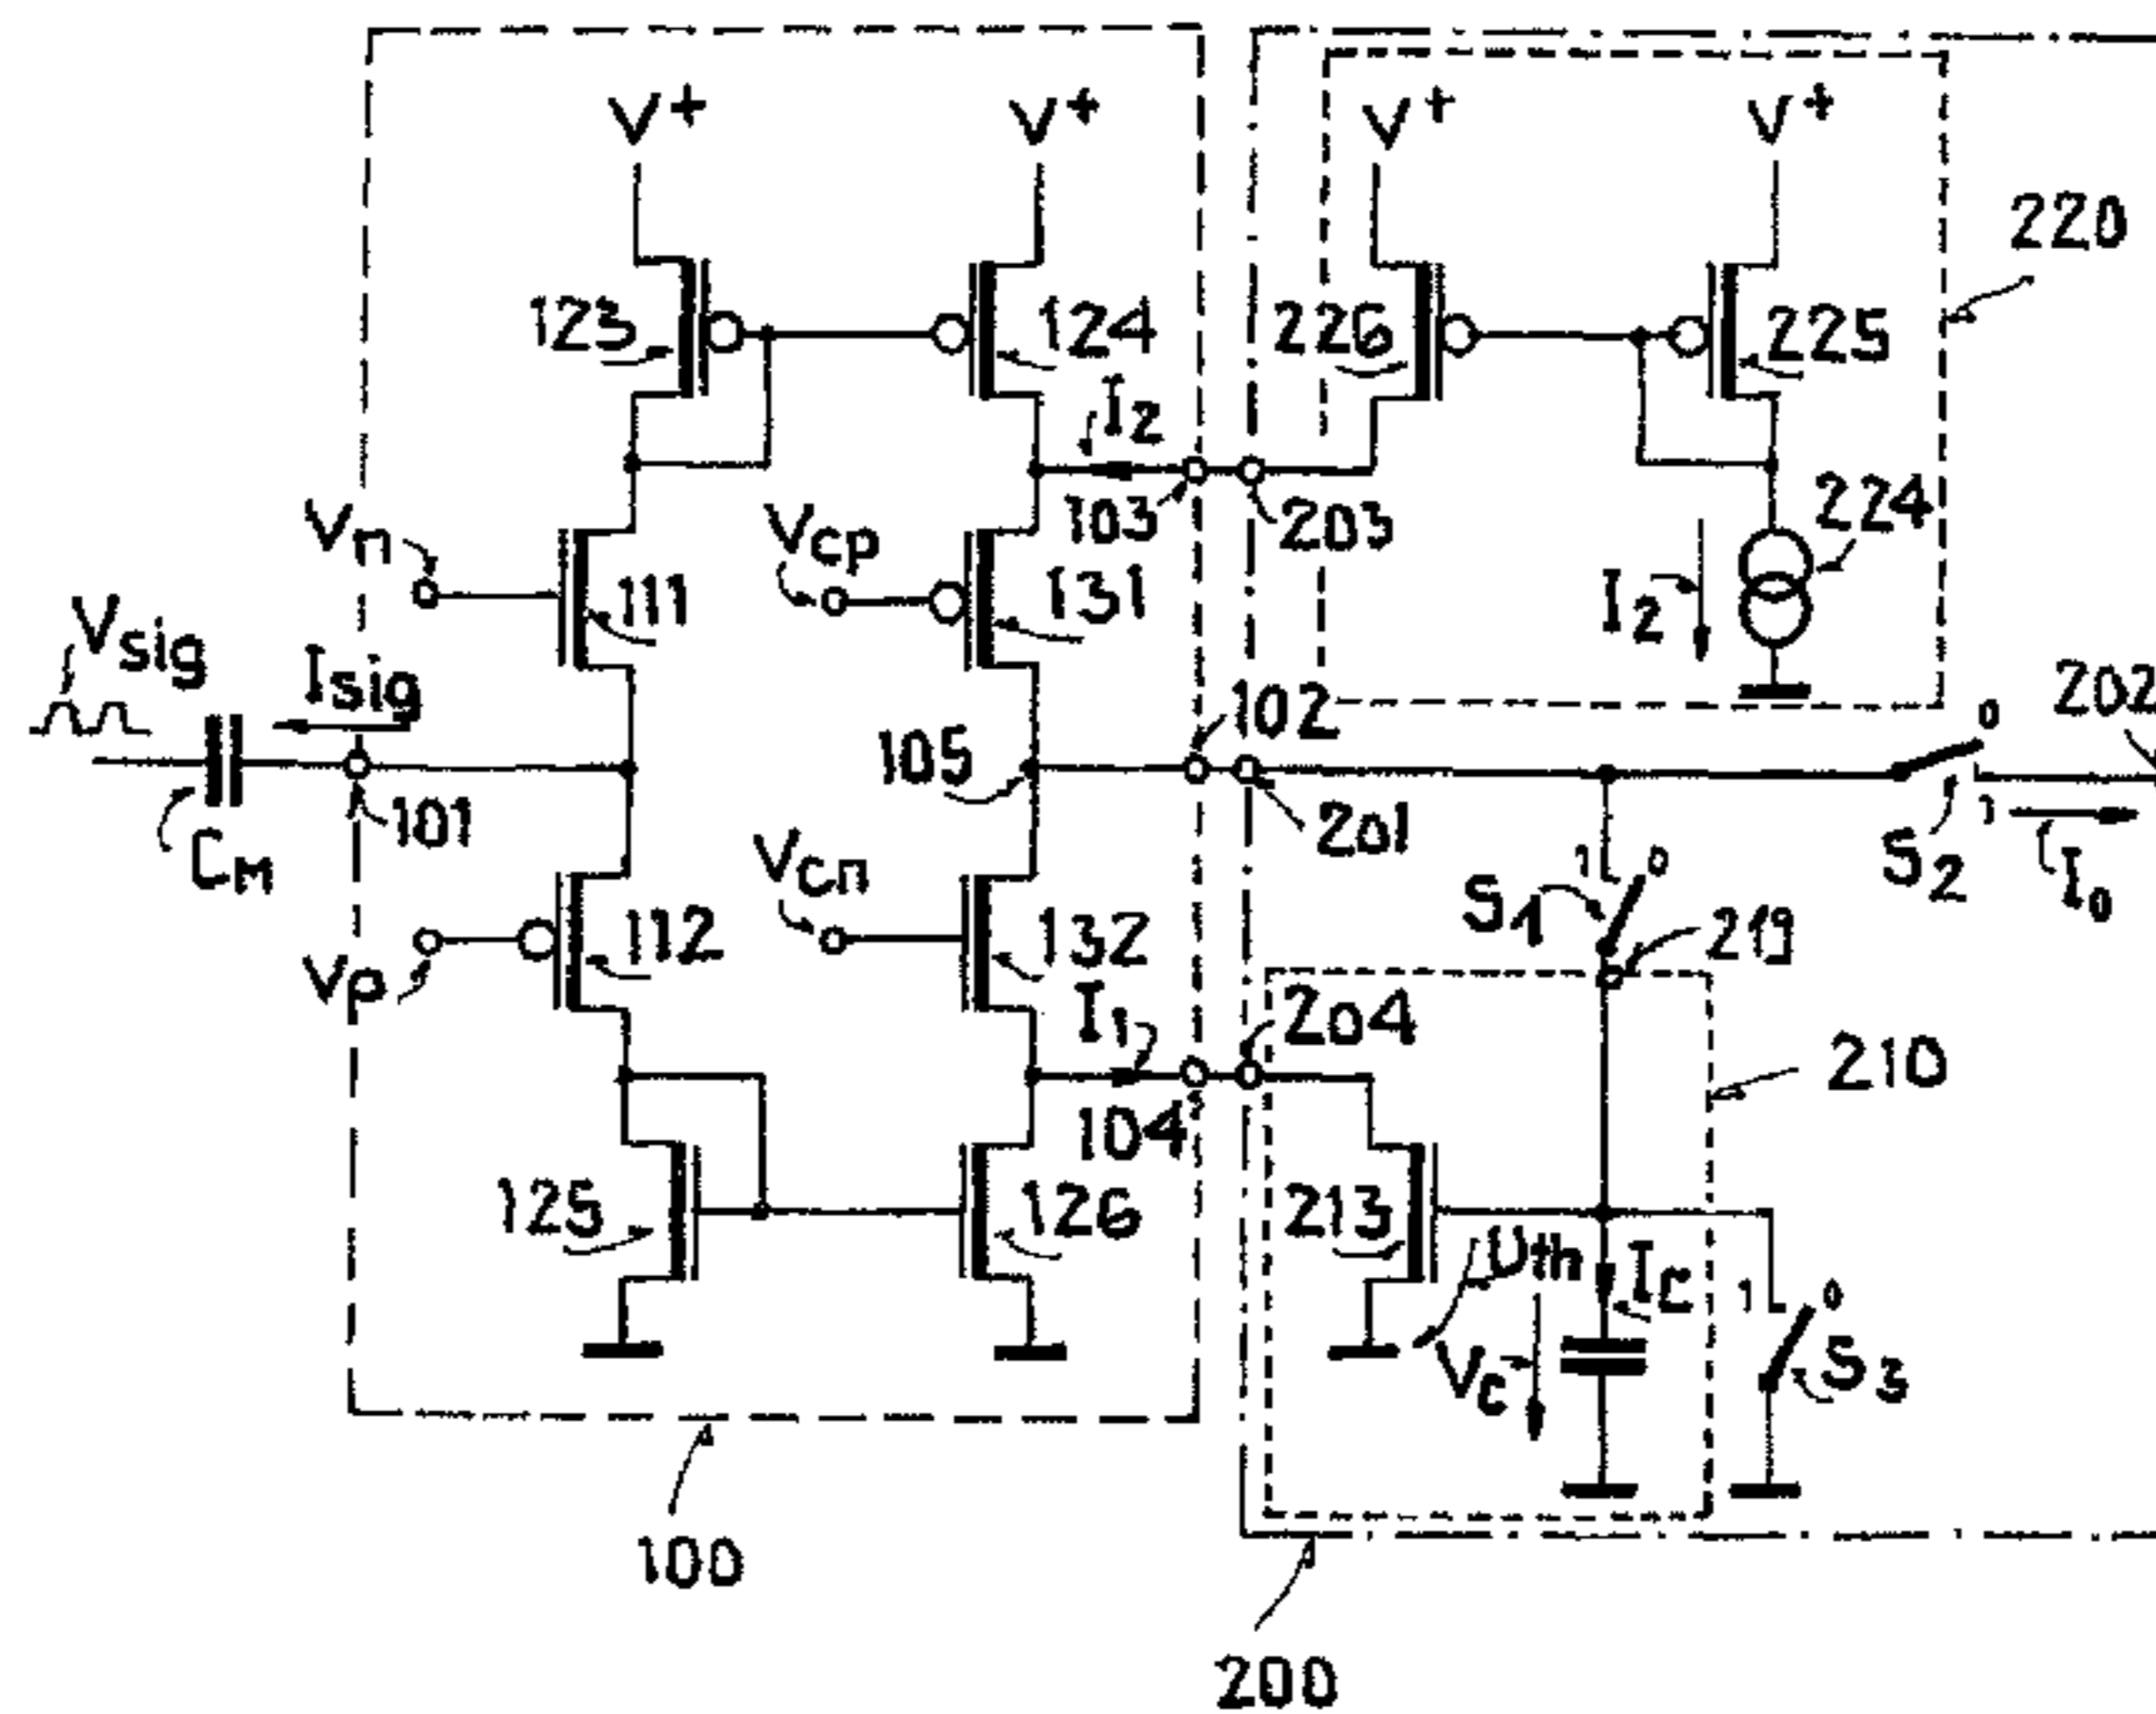 V+ V+ V+ V+
220
123 124 226 225
I2
Vn Vcp 103 203 224
111 131 I2
Vsig Isig
102 0 202
105
101 201 S2 1 I0
CM
Vcn 1 0
S1 219
112 132
Vp I1 204 210
104
125 126 213 Uth IC
1 0
VC S3
100
200